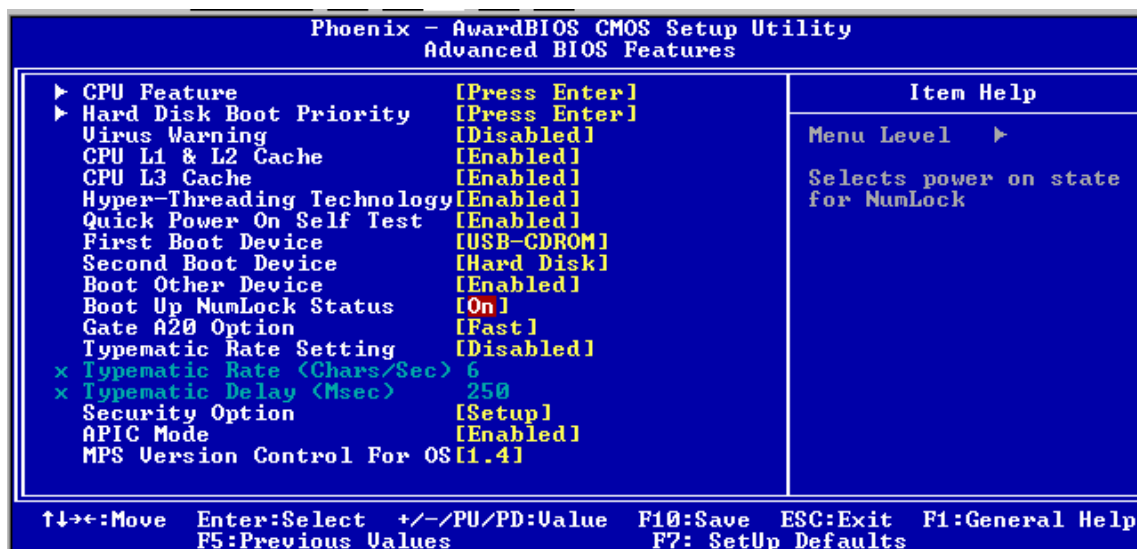 Phoenix - AwardBIOS CMOS Setup Utility
Advanced BIOS Features
► CPU Feature [Press Enter]
► Hard Disk Boot Priority [Press Enter]
Virus Warning [Disabled]
CPU L1 & L2 Cache [Enabled]
CPU L3 Cache [Enabled]
Hyper-Threading Technology[Enabled]
Quick Power On Self Test [Enabled]
First Boot Device [USB-CDROM]
Second Boot Device [Hard Disk]
Boot Other Device [Enabled]
Boot Up NumLock Status [On]
Gate A20 Option [Fast]
Typematic Rate Setting [Disabled]
x Typematic Rate (Chars/Sec) 6
x Typematic Delay (Msec) 250
Security Option [Setup]
APIC Mode [Enabled]
MPS Version Control For OS[1.4]
Item Help
Menu Level ►
Selects power on state
for NumLock
↑↓→←:Move Enter:Select +/-/PU/PD:Value F10:Save ESC:Exit F1:General Help
F5:Previous Values F7: SetUp Defaults